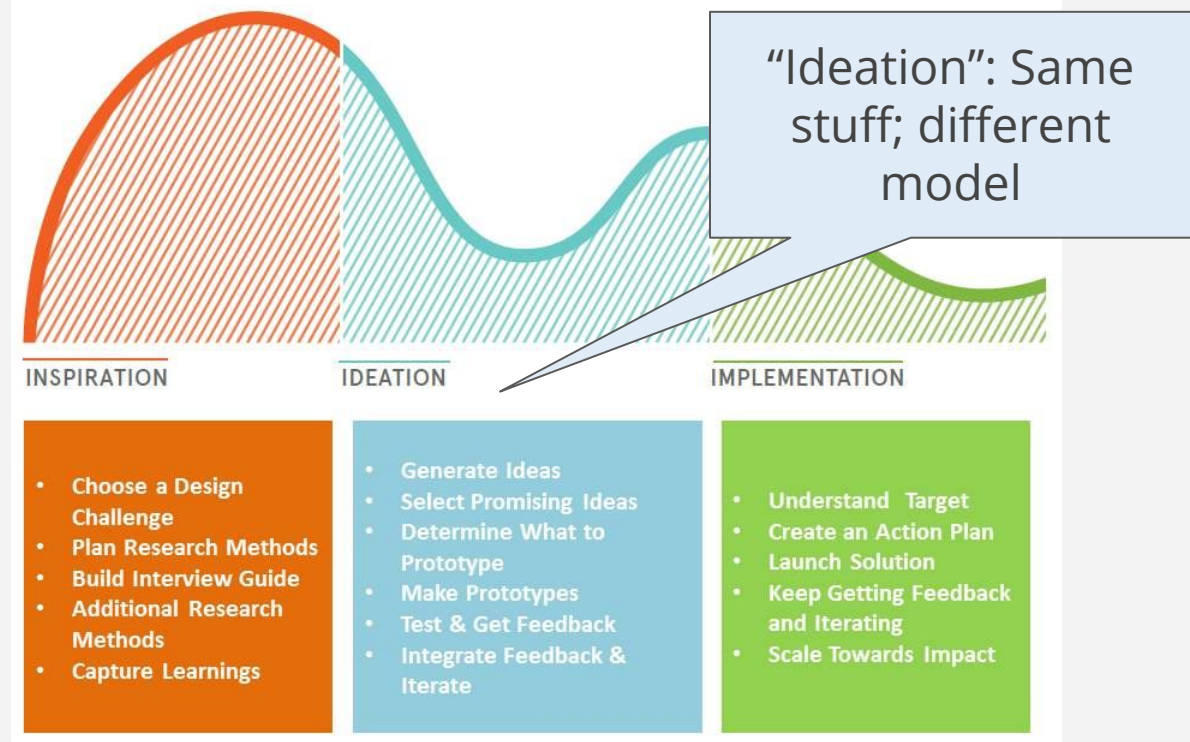 “Ideation”: Same
stuff; different
model
INSPIRATION
IDEATION
IMPLEMENTATION
• Choose a Design
Challenge
• Plan Research Methods
• Build Interview Guide
• Additional Research
Methods
• Capture Learnings
• Generate Ideas
• Select Promising Ideas
• Determine What to
Prototype
• Make Prototypes
• Test & Get Feedback
• Integrate Feedback &
Iterate
• Understand Target
• Create an Action Plan
• Launch Solution
• Keep Getting Feedback
and Iterating
• Scale Towards Impact